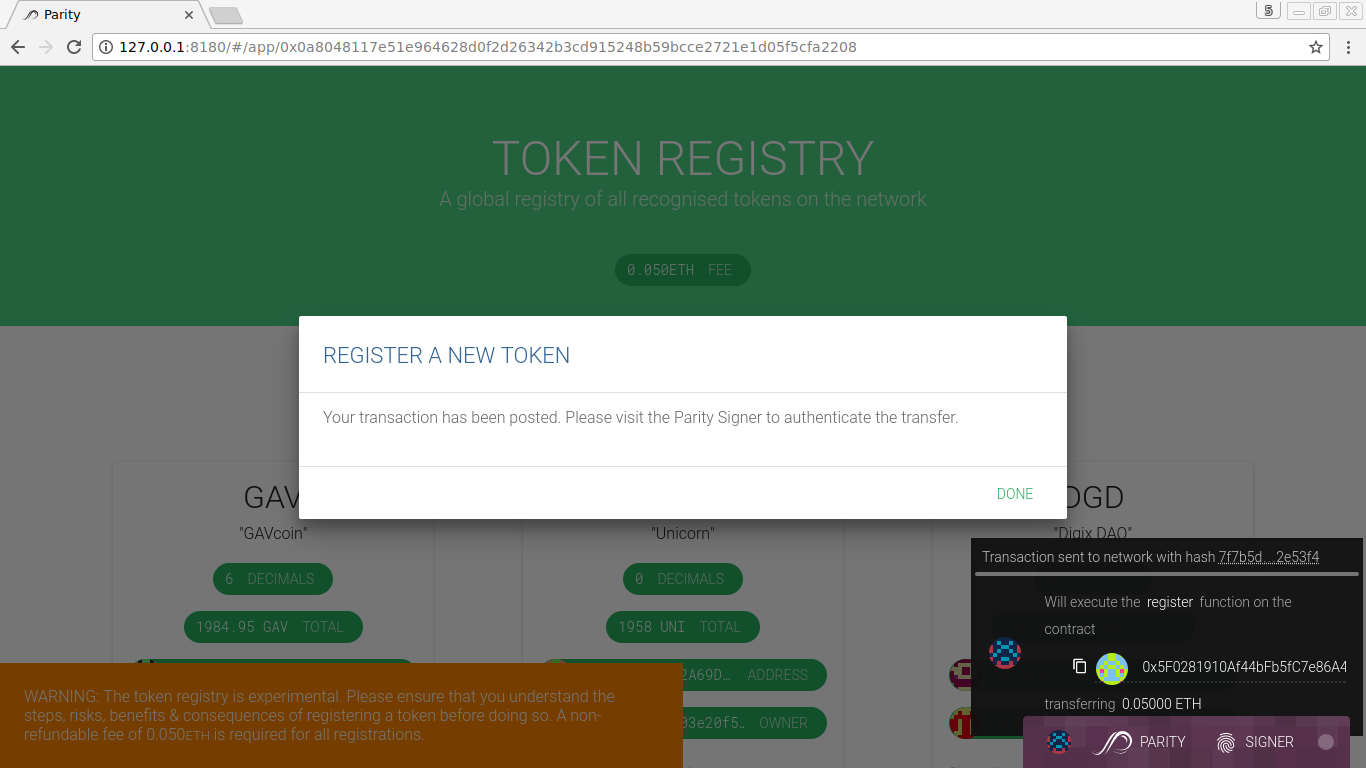 Parity
5
127.0.0.1:8180/#/app/0x0a8048117e51e964628d0f2d26342b3cd915248b59bcce2721e1d05f5cfa2208
TOKEN REGISTRY
A global registry of all recognised tokens on the network
0.050ETH FEE
REGISTER A NEW TOKEN
Your transaction has been posted. Please visit the Parity Signer to authenticate the transfer.
DONE
GAV
DGD
"GAVcoin"
"Unicorn"
"Digix DAO"
6 DECIMALS
0 DECIMALS
1984.95 GAV TOTAL
1958 UNI TOTAL
2A69D… ADDRESS
03e20f5… OWNER
WARNING: The token registry is experimental. Please ensure that you understand the
steps, risks, benefits & consequences of registering a token before doing so. A non-
refundable fee of 0.050ETH is required for all registrations.
Transaction sent to network with hash 7f7b5d...2e53f4
Will execute the register function on the
contract
0x5F0281910Af44bFb5fC7e86A4
transferring 0.05000 ETH
PARITY SIGNER